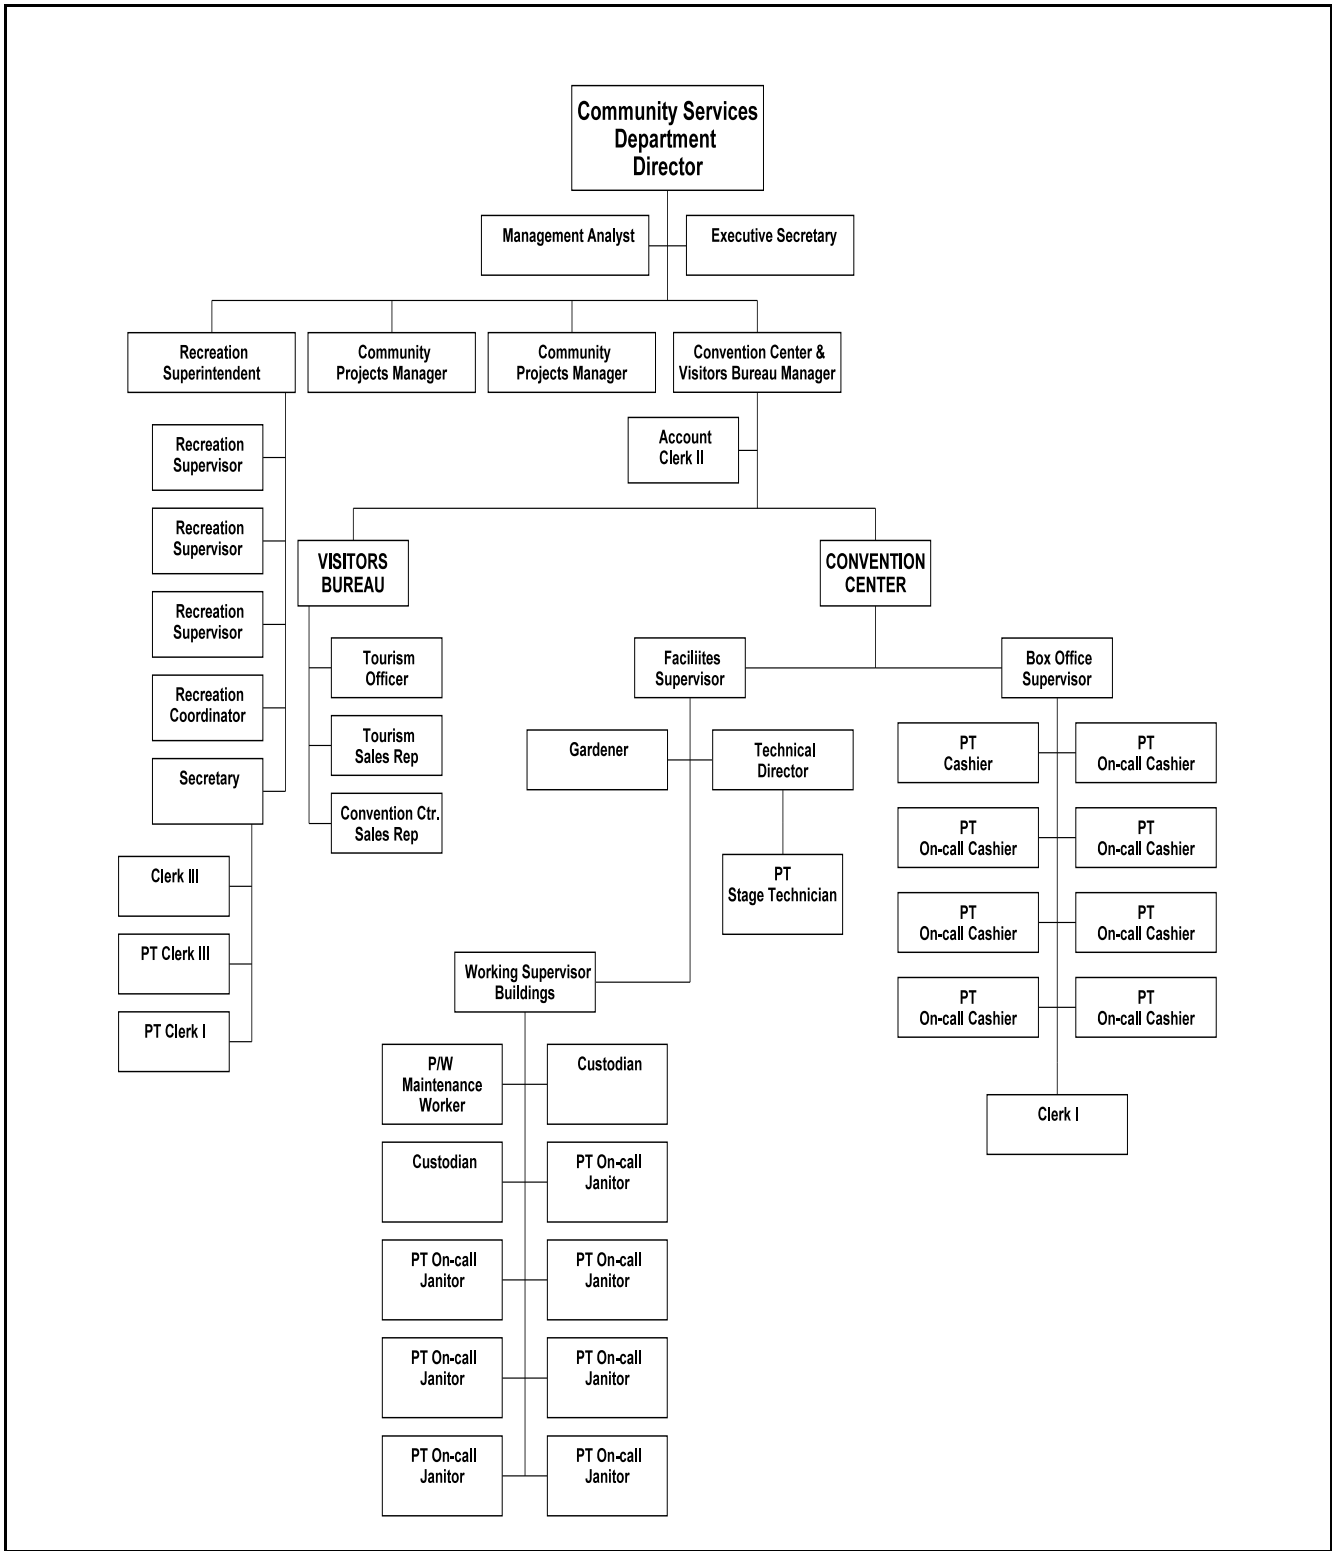 Community Services
Department
Director
Management Analyst
Executive Secretary
Recreation
Superintendent
Community
Projects Manager
Community
Projects Manager
Convention Center &
Visitors Bureau Manager
Account
Clerk II
Recreation
Supervisor
Recreation
Supervisor
Recreation
Supervisor
Recreation
Coordinator
Secretary
Clerk III
PT Clerk III
PT Clerk I
VISITORS
BUREAU
Tourism
Officer
Tourism
Sales Rep
Convention Ctr.
Sales Rep
CONVENTION
CENTER
Faciliites
Supervisor
Gardener
Technical
Director
PT
Stage Technician
Working Supervisor
Buildings
P/W
Maintenance
Worker
Custodian
Custodian
PT On-call
Janitor
PT On-call
Janitor
PT On-call
Janitor
PT On-call
Janitor
PT On-call
Janitor
PT On-call
Janitor
PT On-call
Janitor
Box Office
Supervisor
PT
Cashier
PT
On-call Cashier
PT
On-call Cashier
PT
On-call Cashier
PT
On-call Cashier
PT
On-call Cashier
PT
On-call Cashier
PT
On-call Cashier
Clerk I